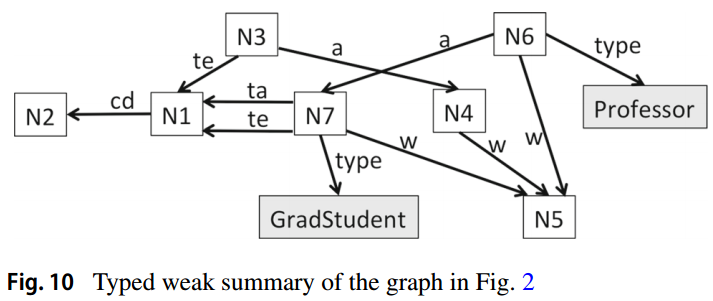 N3
a
a
N6
type
te
N2
cd
N1
ta
te
N7
N4
Professor
w
w
w
type
GradStudent
N5
Fig. 10 Typed weak summary of the graph in Fig. 2